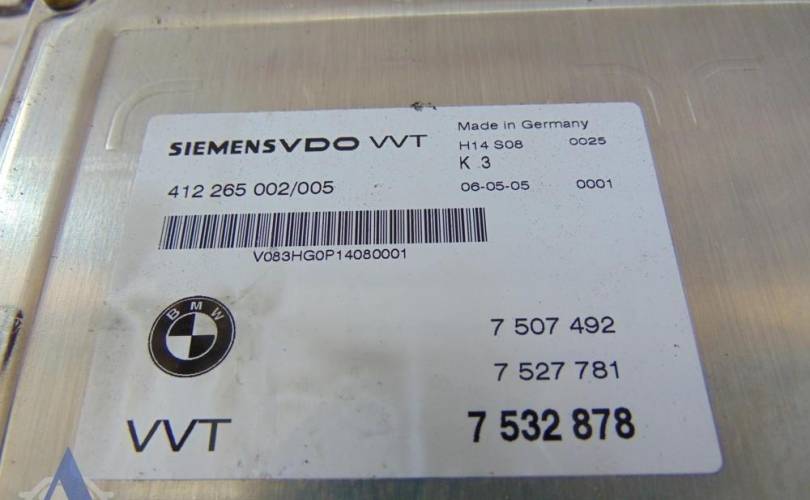 SIEMENSVDO VVT
Made in Germany
H14 S08 0025
K 3
412 265 002/005
06-05-05 0001
V083HG0P14080001
BMW
7 507 492
7 527 781
VVT
7 532 878